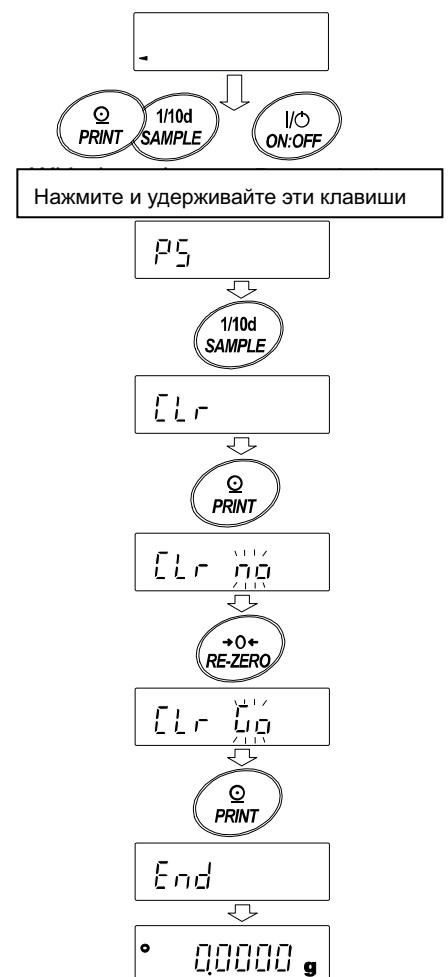 PRINT
1/10d
SAMPLE
ON:OFF
Нажмите и удерживайте эти клавиши
PS
1/10d
SAMPLE
CLr
PRINT
CLr no
→0←
RE-ZERO
CLr Go
PRINT
End
0.0000 g